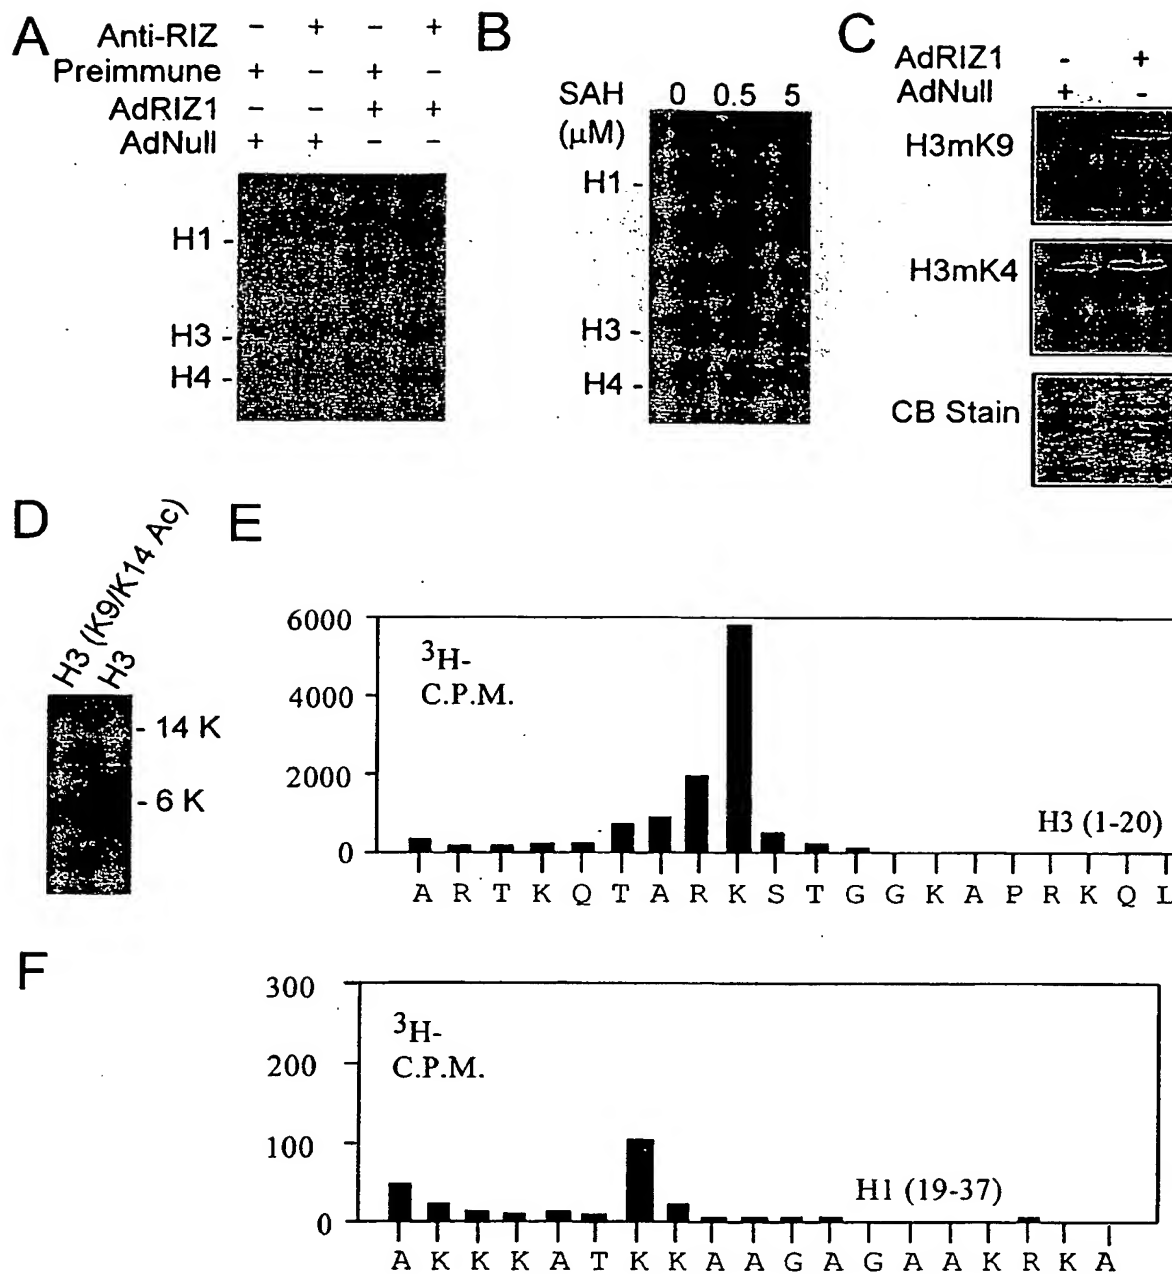 A
Anti-RIZ - + - +
Preimmune + - + -
AdRIZ1 - - + +
AdNull + + - -
H1 -
H3 -
H4 -
B
SAH 0 0.5 5
(µM)
H1 -
H3 -
H4 -
C
AdRIZ1 - +
AdNull + -
H3mK9
H3mK4
CB Stain
D
H3 (K9/K14 Ac)
H3
- 14 K
- 6 K
E
6000
4000
2000
0
3H-
C.P.M.
H3 (1-20)
A R T K Q T A R K S T G G K A P R K Q L
F
300
200
100
0
3H-
C.P.M.
H1 (19-37)
A K K K A T K K A A G A G A A K R K A